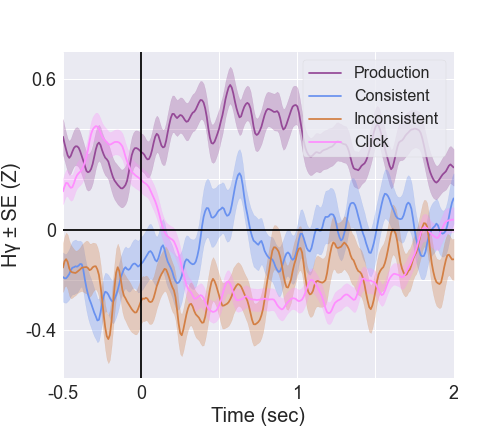 Production
Consistent
Inconsistent
Click
0.6
0
-0.4
Hγ ± SE (Z)
-0.5
0
1
2
Time (sec)